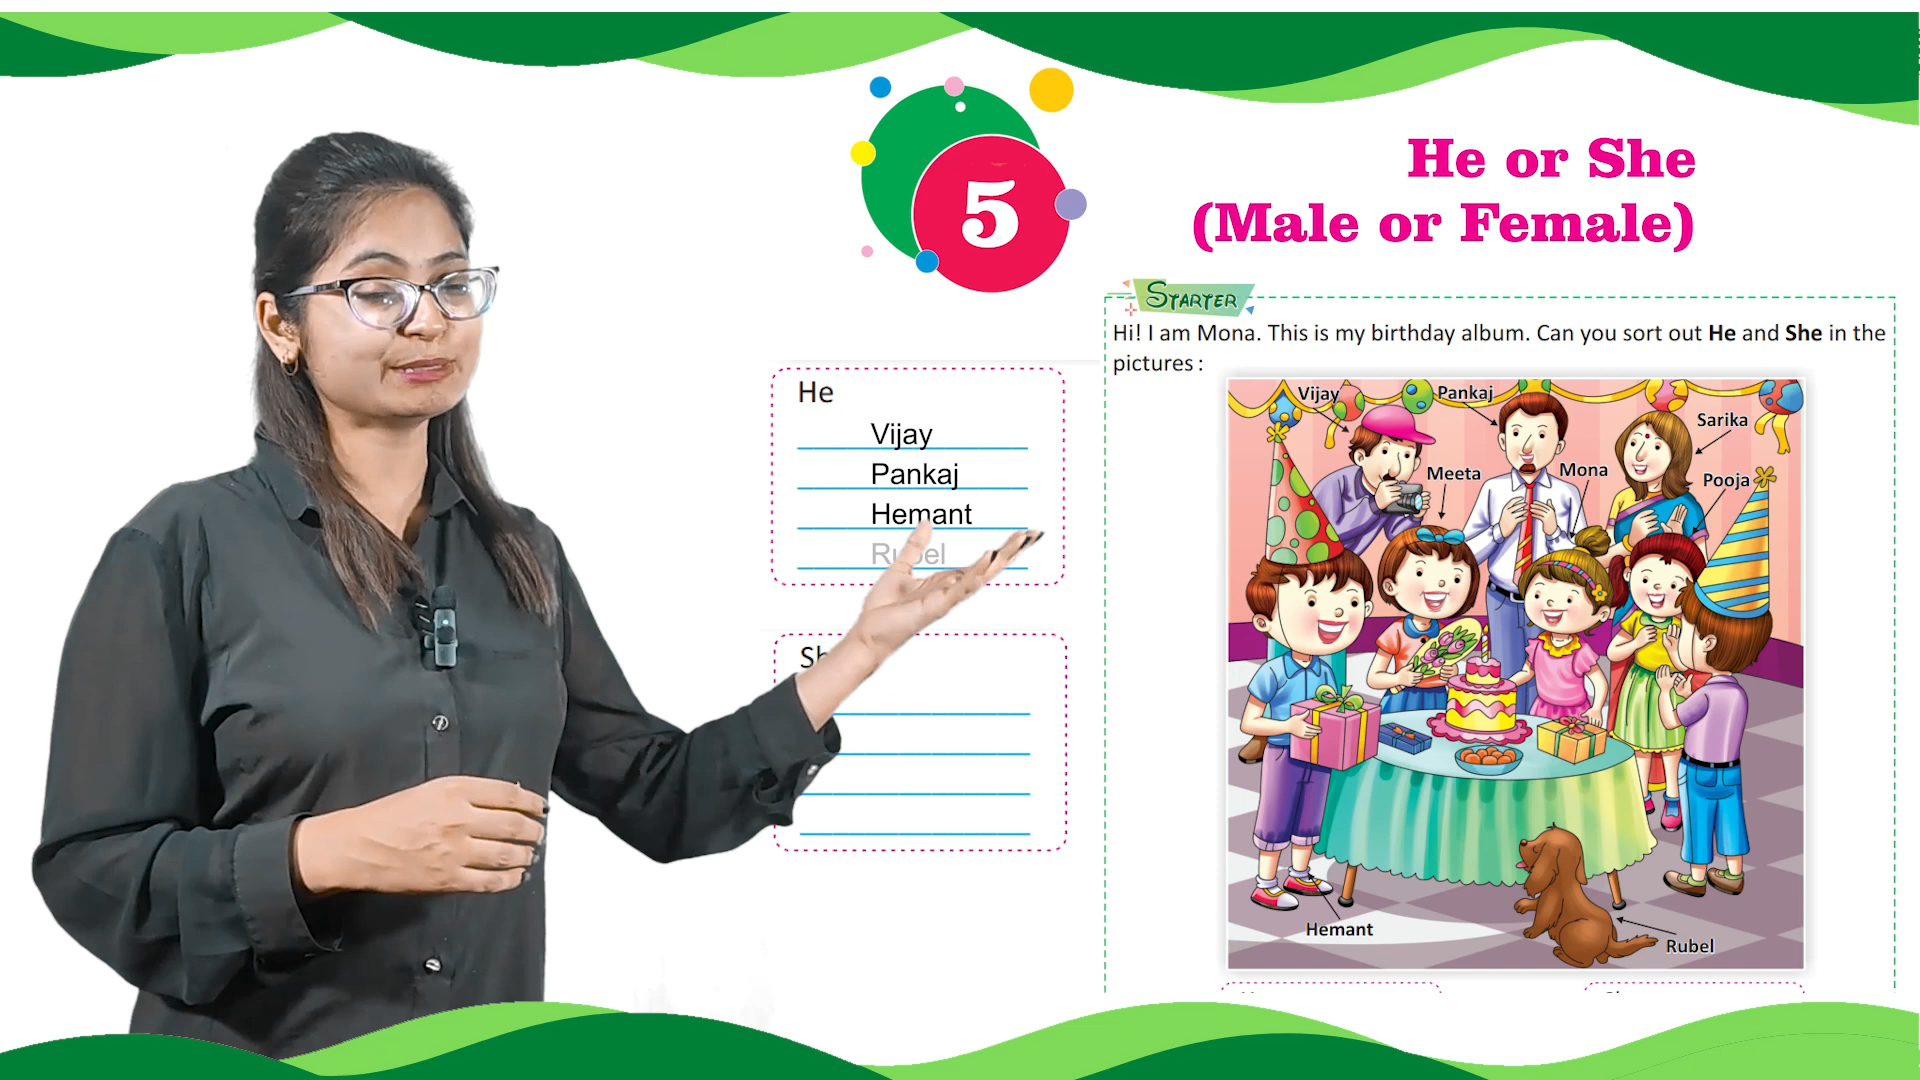 5
He or She
(Male or Female)
STARTER
Hi! I am Mona. This is my birthday album. Can you sort out He and She in the
pictures :
He
Vijay
Pankaj
Hemant
Vijay
Pankaj
Sarika
Meeta
Mona
Pooja
Hemant
Rubel